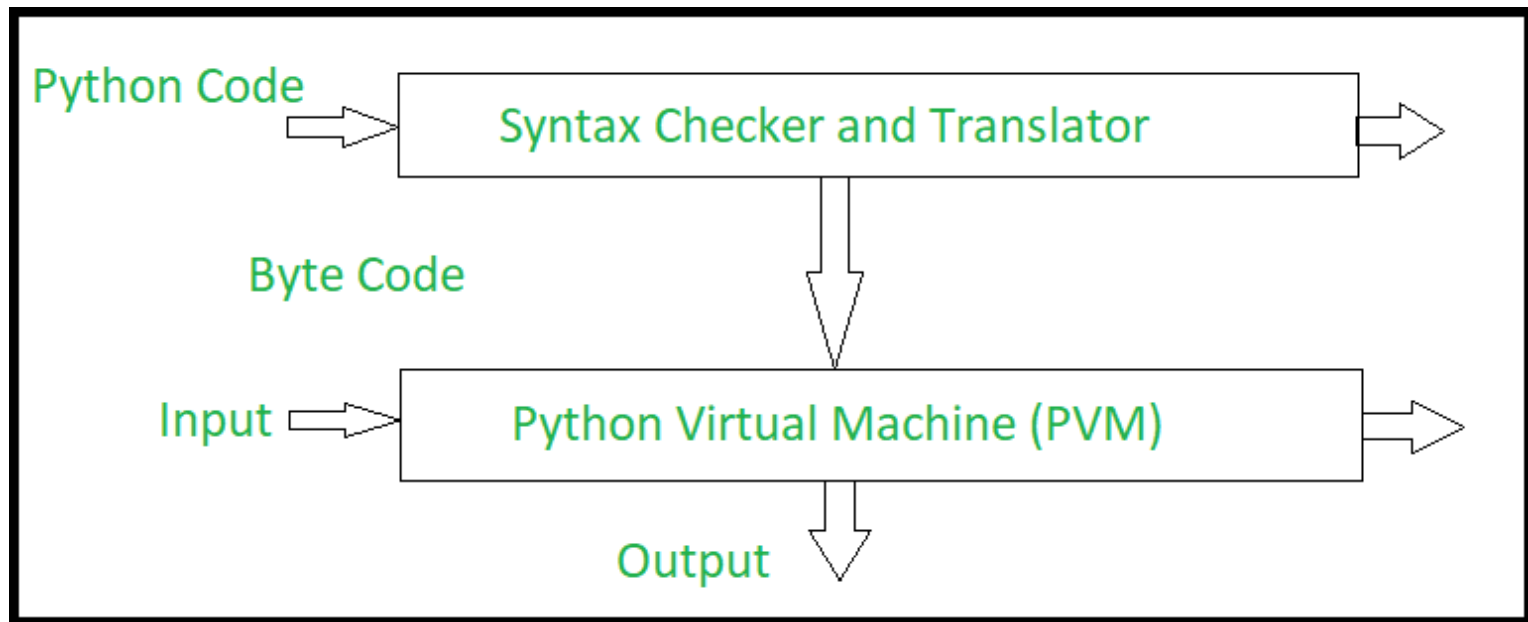 Python Code
Syntax Checker and Translator
Byte Code
Input
Python Virtual Machine (PVM)
Output